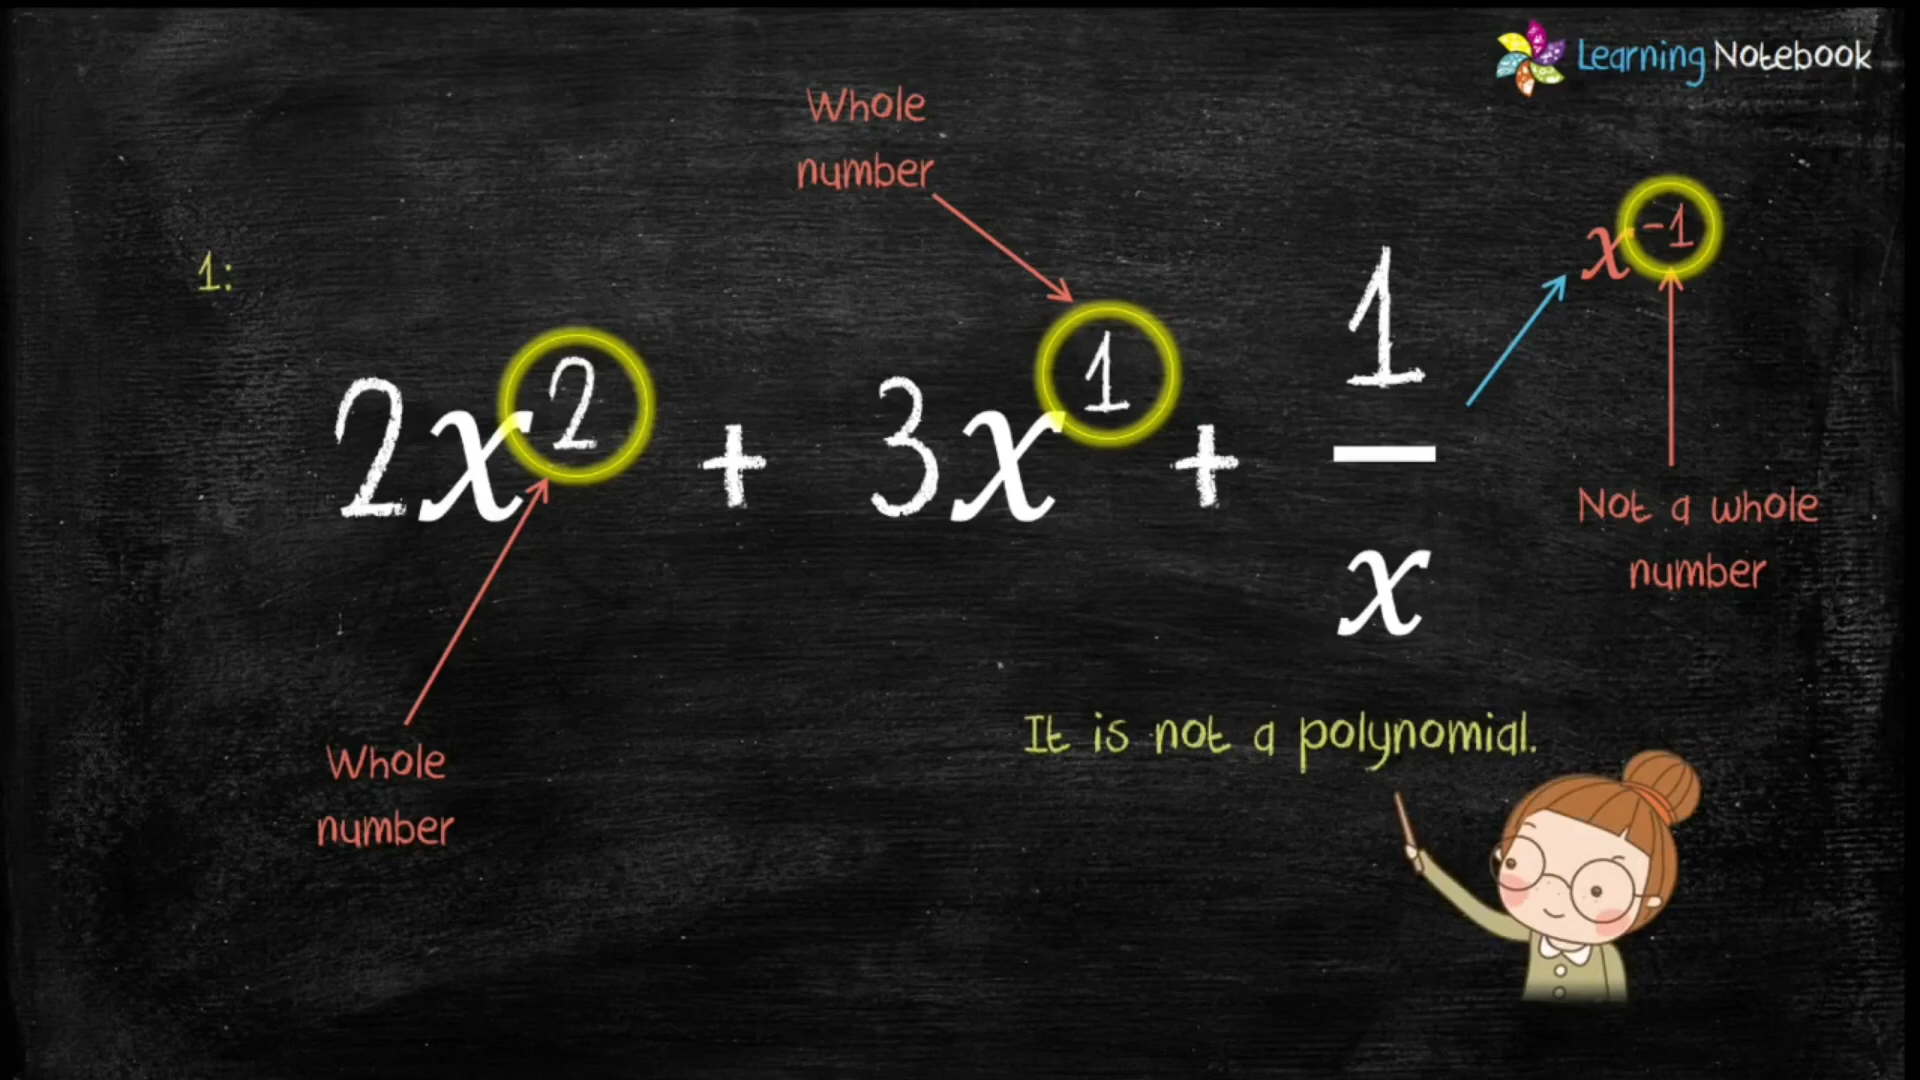 Learning Notebook
Whole
number
1:
2x² + 3x¹ + 1/x
x⁻¹
Not a whole
number
It is not a polynomial.
Whole
number